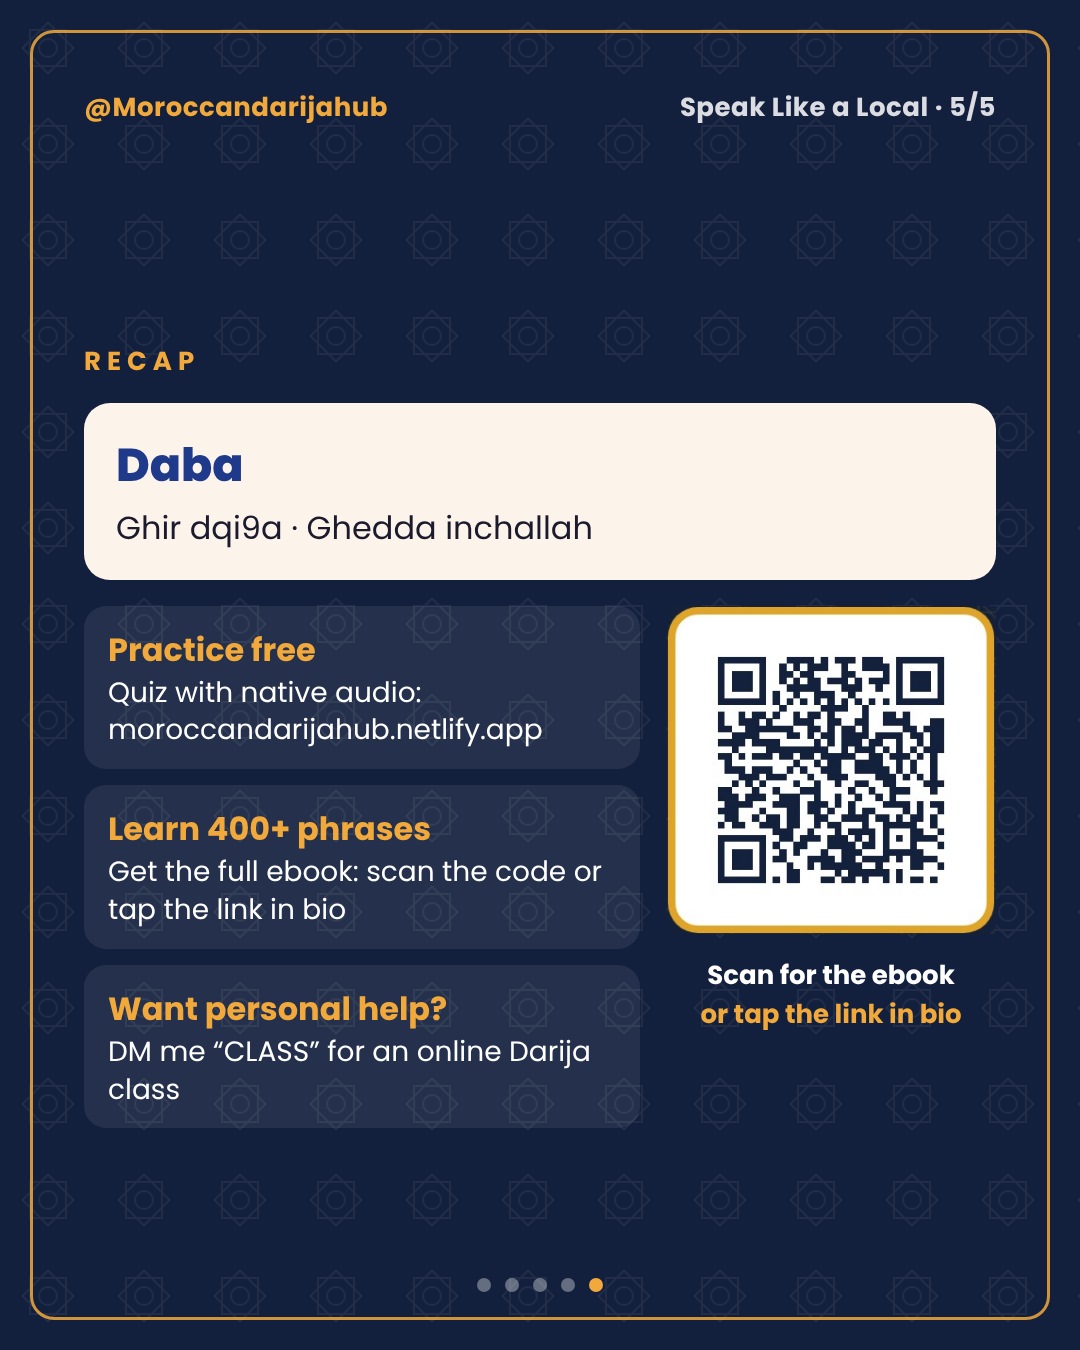 @Moroccandarijahub
Speak Like a Local · 5/5
RECAP
Daba
Ghir dqi9a · Ghedda inchallah
Practice free
Quiz with native audio:
moroccandarijahub.netlify.app
Learn 400+ phrases
Get the full ebook: scan the code or
tap the link in bio
Want personal help?
DM me “CLASS” for an online Darija
class
Scan for the ebook
or tap the link in bio